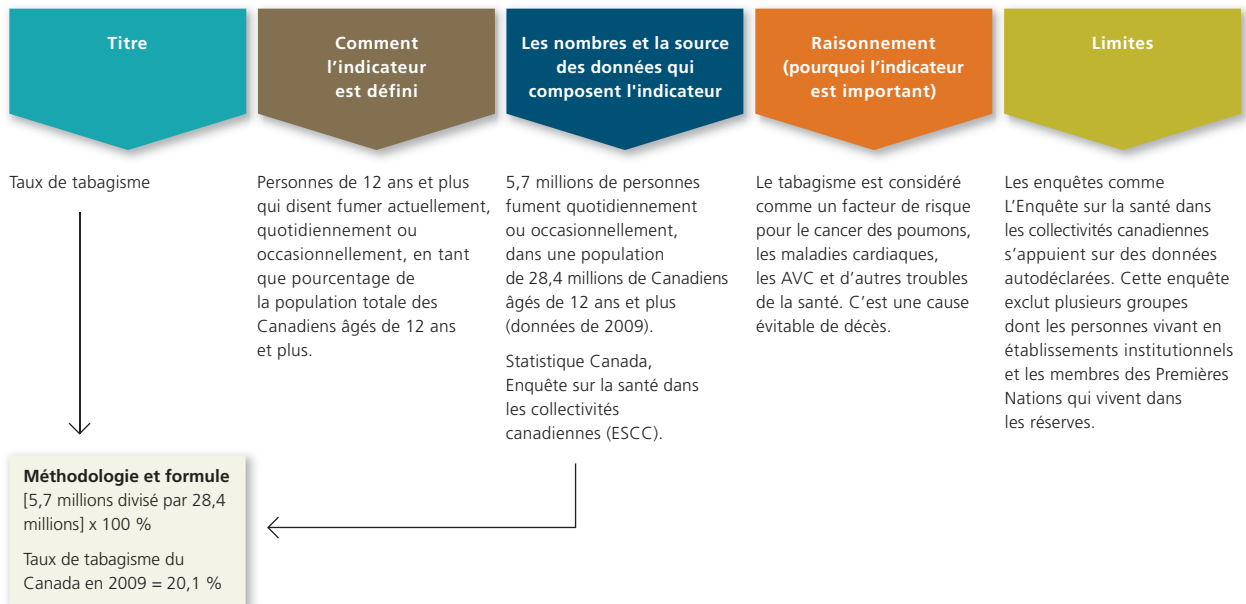 Titre
Comment
l’indicateur
est défini
Les nombres et la source
des données qui
composent l'indicateur
Raisonnement
(pourquoi l’indicateur
est important)
Limites
Taux de tabagisme
Personnes de 12 ans et plus
qui disent fumer actuellement,
quotidiennement ou
occasionnellement, en tant
que pourcentage de
la population totale des
Canadiens âgés de 12 ans
et plus.
5,7 millions de personnes
fument quotidiennement
ou occasionnellement,
dans une population
de 28,4 millions de Canadiens
âgés de 12 ans et plus
(données de 2009).
Statistique Canada,
Enquête sur la santé dans
les collectivités
canadiennes (ESCC).
Le tabagisme est considéré
comme un facteur de risque
pour le cancer des poumons,
les maladies cardiaques,
les AVC et d’autres troubles
de la santé. C’est une cause
évitable de décès.
Les enquêtes comme
L’Enquête sur la santé dans
les collectivités canadiennes
s’appuient sur des données
autodéclarées. Cette enquête
exclut plusieurs groupes
dont les personnes vivant en
établissements institutionnels
et les membres des Premières
Nations qui vivent dans
les réserves.
Méthodologie et formule
[5,7 millions divisé par 28,4
millions] x 100 %
Taux de tabagisme du
Canada en 2009 = 20,1 %